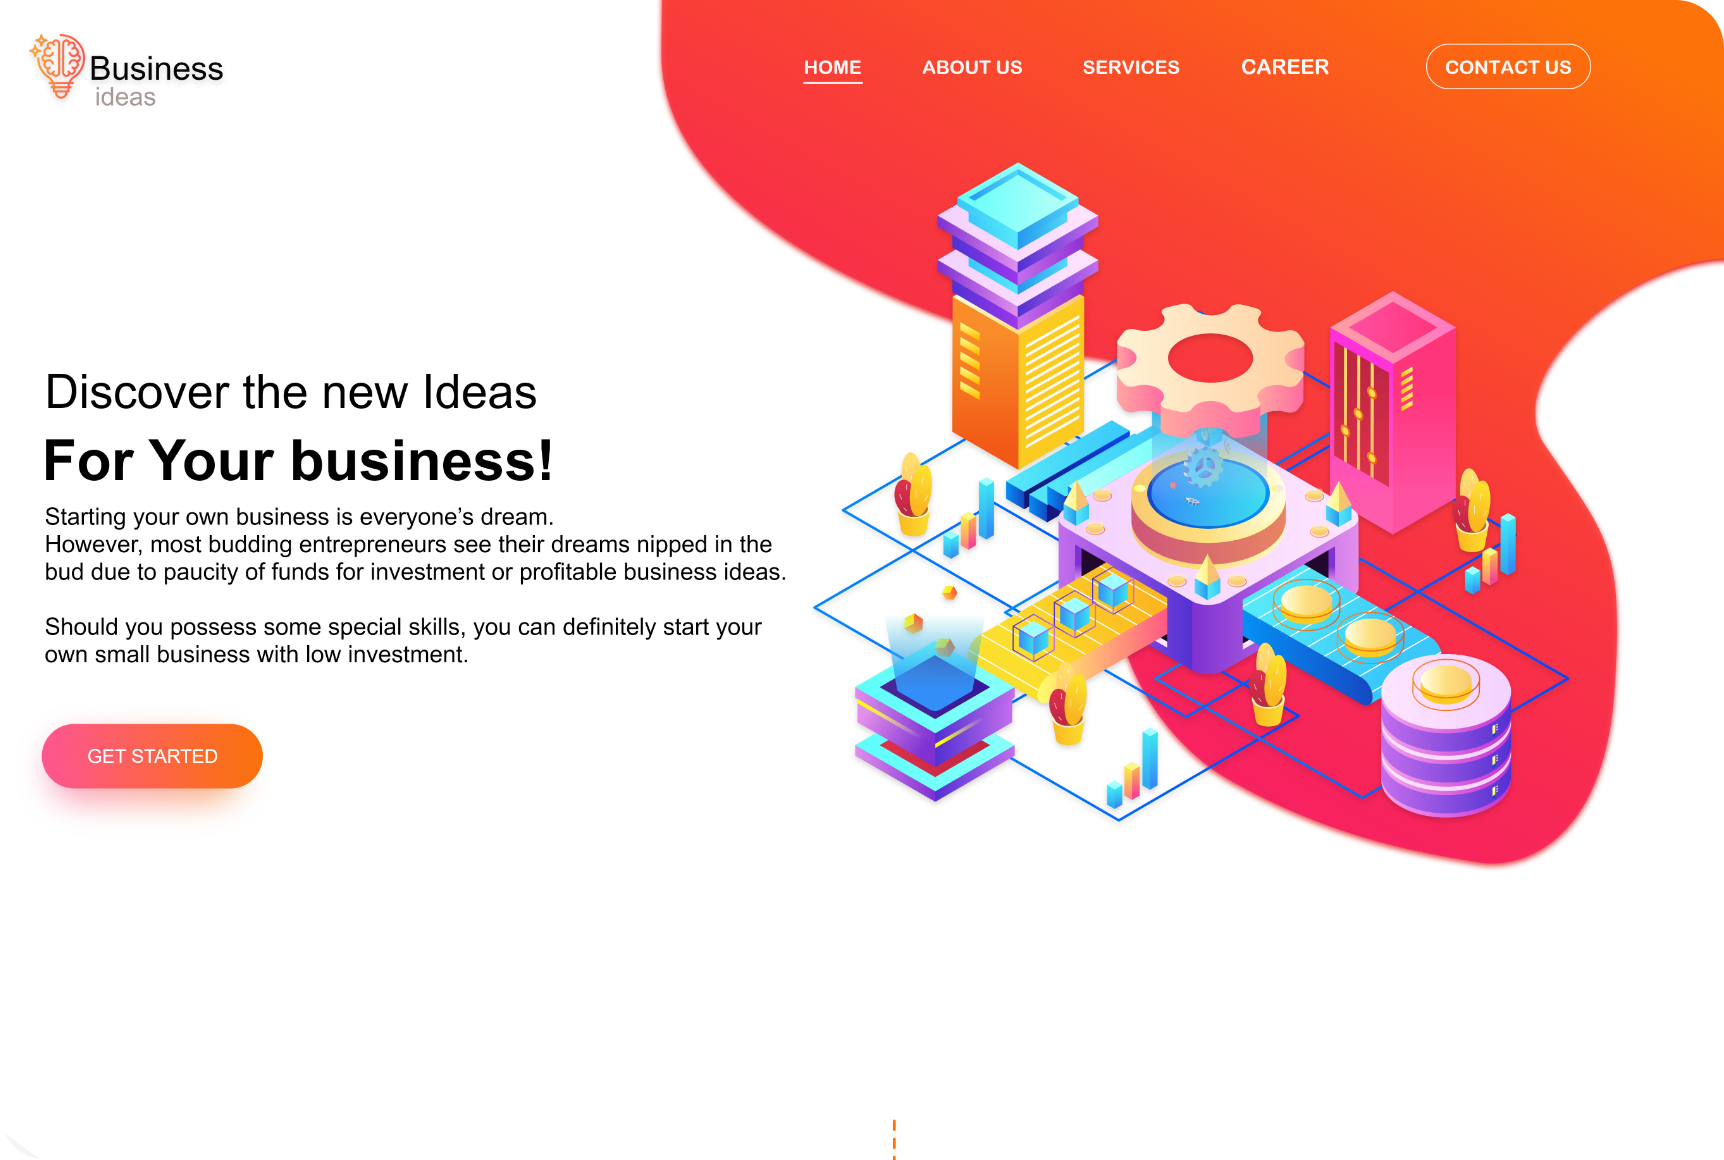 Business
ideas
HOME
ABOUT US
SERVICES
CAREER
CONTACT US
Discover the new Ideas
For Your business!
Starting your own business is everyone’s dream.
However, most budding entrepreneurs see their dreams nipped in the
bud due to paucity of funds for investment or profitable business ideas.
Should you possess some special skills, you can definitely start your
own small business with low investment.
GET STARTED